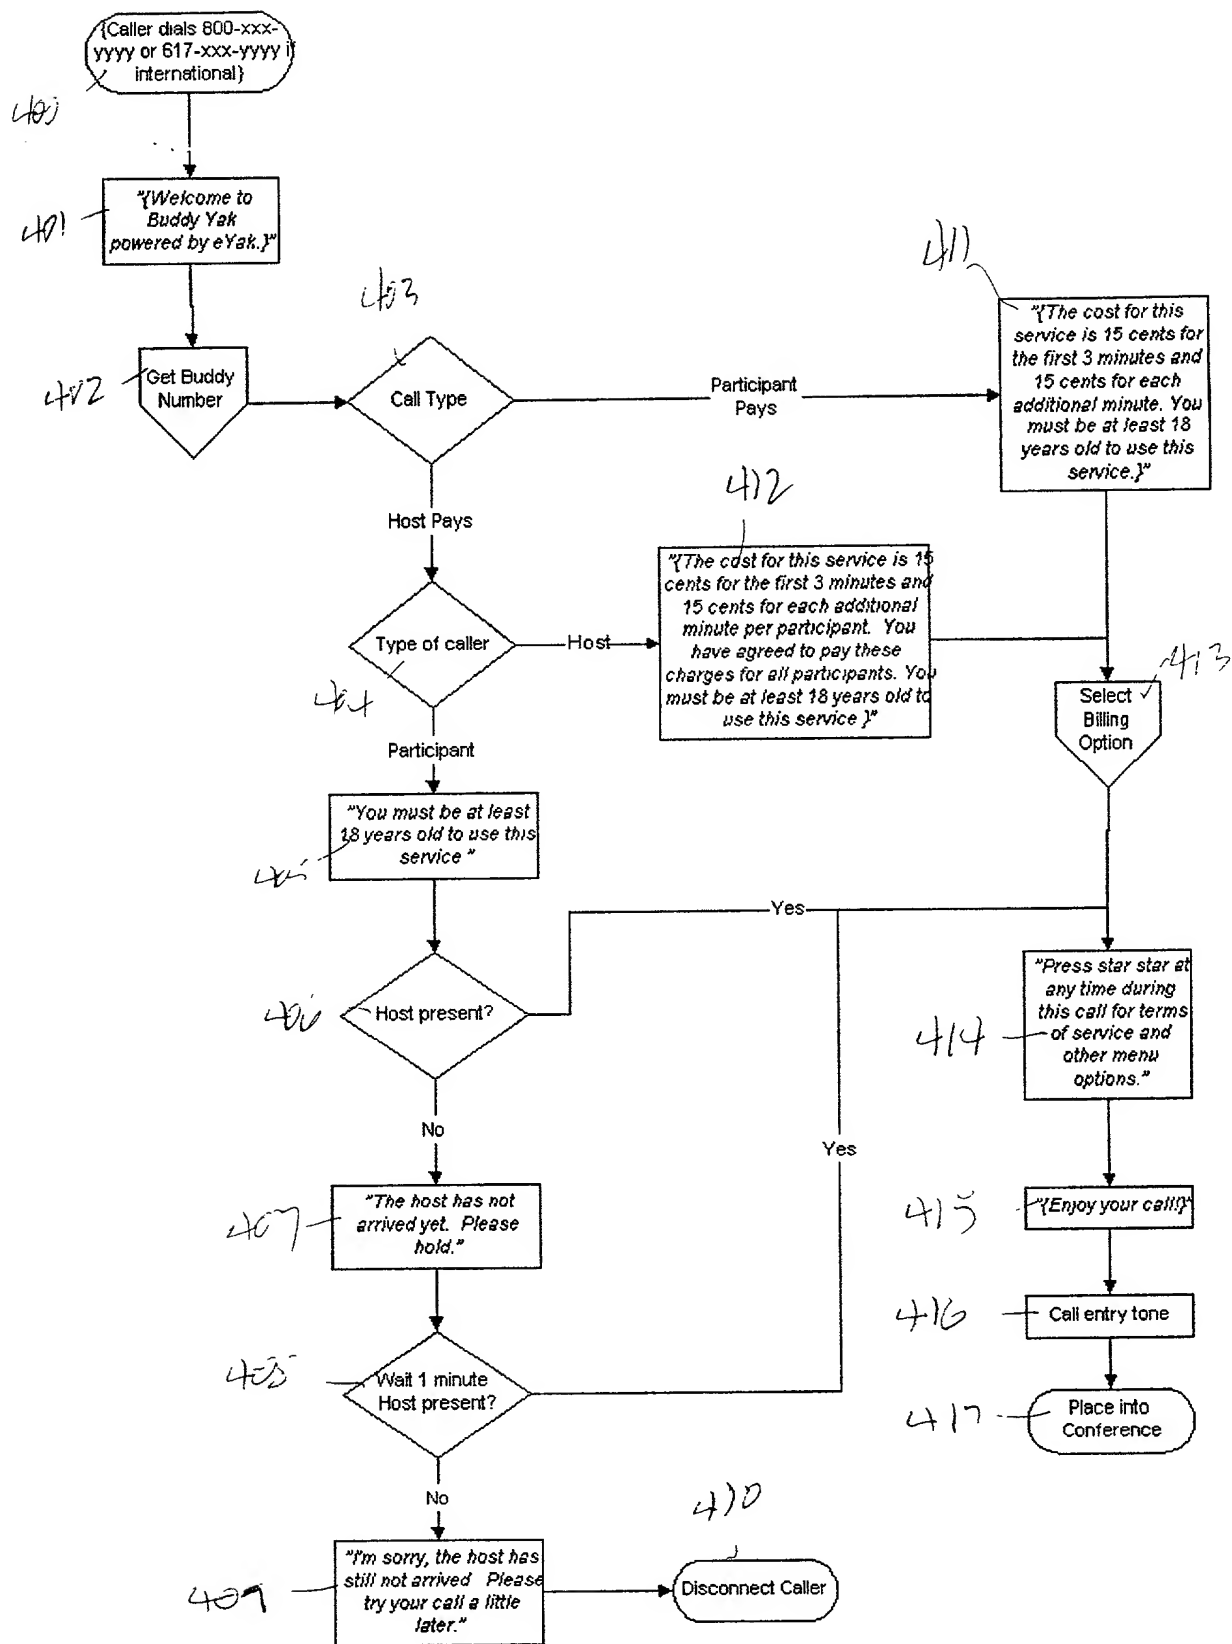 {Caller dials 800-xxx-
yyyy or 617-xxx-yyyy if
international}
400
"{Welcome to
Buddy Yak
powered by eYak.}"
401
Get Buddy
Number
402
403
Call Type
Participant
Pays
411
"{The cost for this
service is 15 cents for
the first 3 minutes and
15 cents for each
additional minute. You
must be at least 18
years old to use this
service.}"
Host Pays
412
"{The cost for this service is 15
cents for the first 3 minutes and
15 cents for each additional
minute per participant. You
have agreed to pay these
charges for all participants. You
must be at least 18 years old to
use this service }"
Type of caller
Host
404
413
Select
Billing
Option
Participant
"You must be at least
18 years old to use this
service "
405
Yes
Host present?
406
"Press star star at
any time during
this call for terms
of service and
other menu
options."
414
No
Yes
"The host has not
arrived yet. Please
hold."
407
"{Enjoy your call!}"
415
Call entry tone
416
Wait 1 minute
Host present?
408
Place into
Conference
417
No
410
"I'm sorry, the host has
still not arrived Please
try your call a little
later."
409
Disconnect Caller